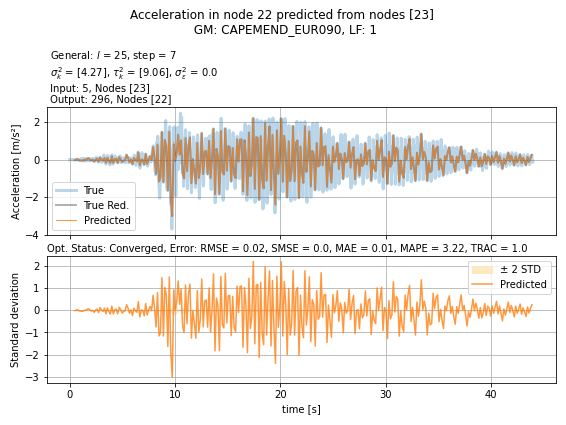 Acceleration in node 22 predicted from nodes [23]
GM: CAPEMEND_EUR090, LF: 1
General: l = 25, step = 7
σ²ₖ = [4.27], τ²ₖ = [9.06], σ²ᵣ = 0.0
Input: 5, Nodes [23]
Output: 296, Nodes [22]
Acceleration [m/s²]
2
0
−2
−4
True
True Red.
Predicted
Opt. Status: Converged, Error: RMSE = 0.02, SMSE = 0.0, MAE = 0.01, MAPE = 3.22, TRAC = 1.0
Standard deviation
2
1
0
−1
−2
−3
± 2 STD
Predicted
0 10 20 30 40
time [s]